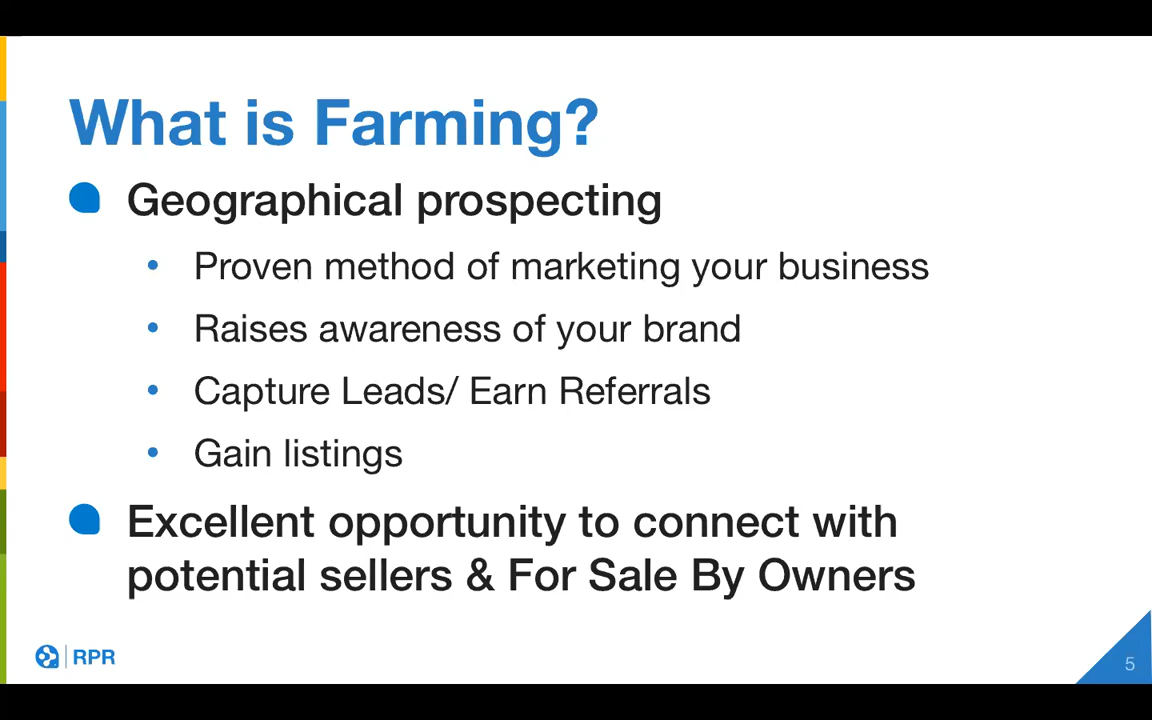 What is Farming?
Geographical prospecting
• Proven method of marketing your business
• Raises awareness of your brand
• Capture Leads/ Earn Referrals
• Gain listings
Excellent opportunity to connect with
potential sellers & For Sale By Owners
RPR
5